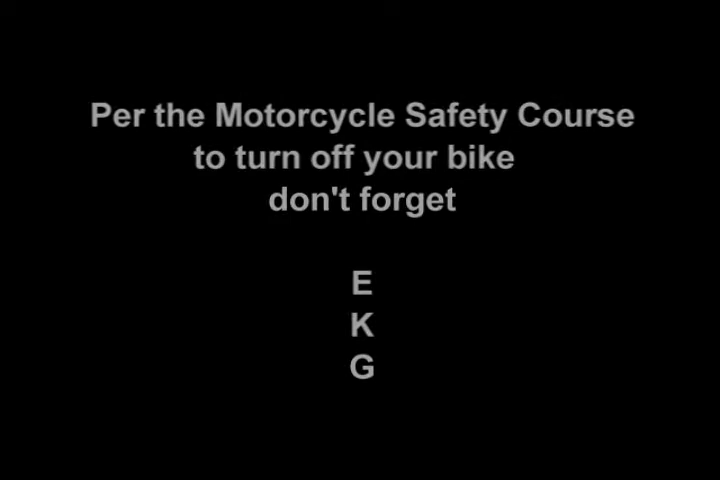 Per the Motorcycle Safety Course
to turn off your bike
don't forget
E
K
G